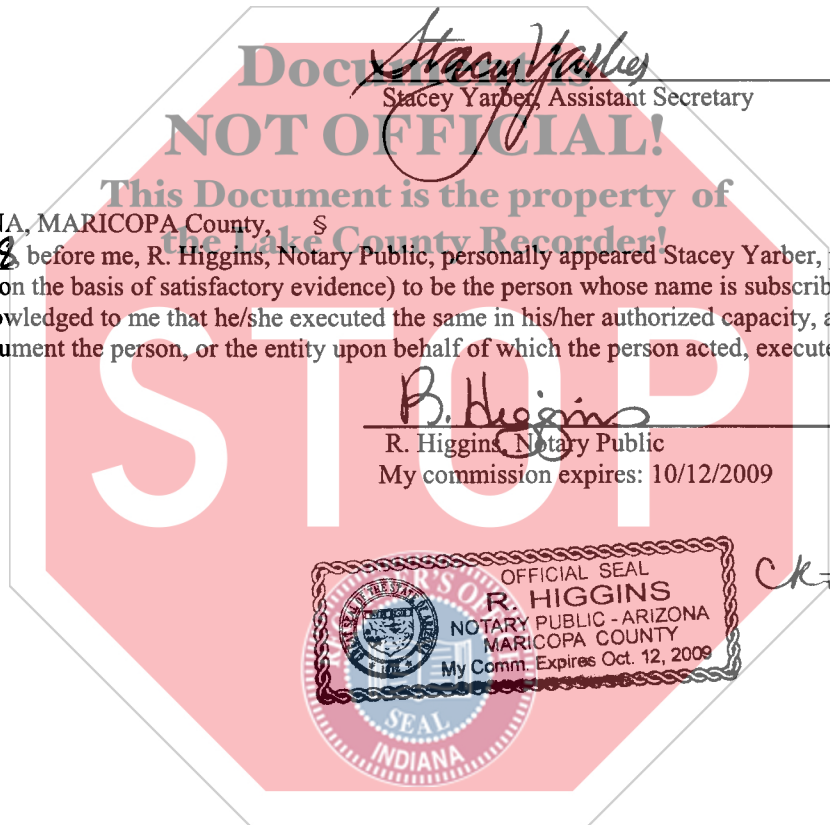 Stacey Yarber
Document is
Stacey Yarber, Assistant Secretary
NOT OFFICIAL!
This Document is the property of
NA, MARICOPA County, §
the Lake County Recorder!
8, before me, R. Higgins, Notary Public, personally appeared Stacey Yarber,
on the basis of satisfactory evidence) to be the person whose name is subscrib
owledged to me that he/she executed the same in his/her authorized capacity, a
ument the person, or the entity upon behalf of which the person acted, execute
STOP
R. Higgins
R. Higgins, Notary Public
My commission expires: 10/12/2009
OFFICIAL SEAL
R. HIGGINS
NOTARY PUBLIC - ARIZONA
MARICOPA COUNTY
My Comm. Expires Oct. 12, 2009
CK
SEAL
INDIANA